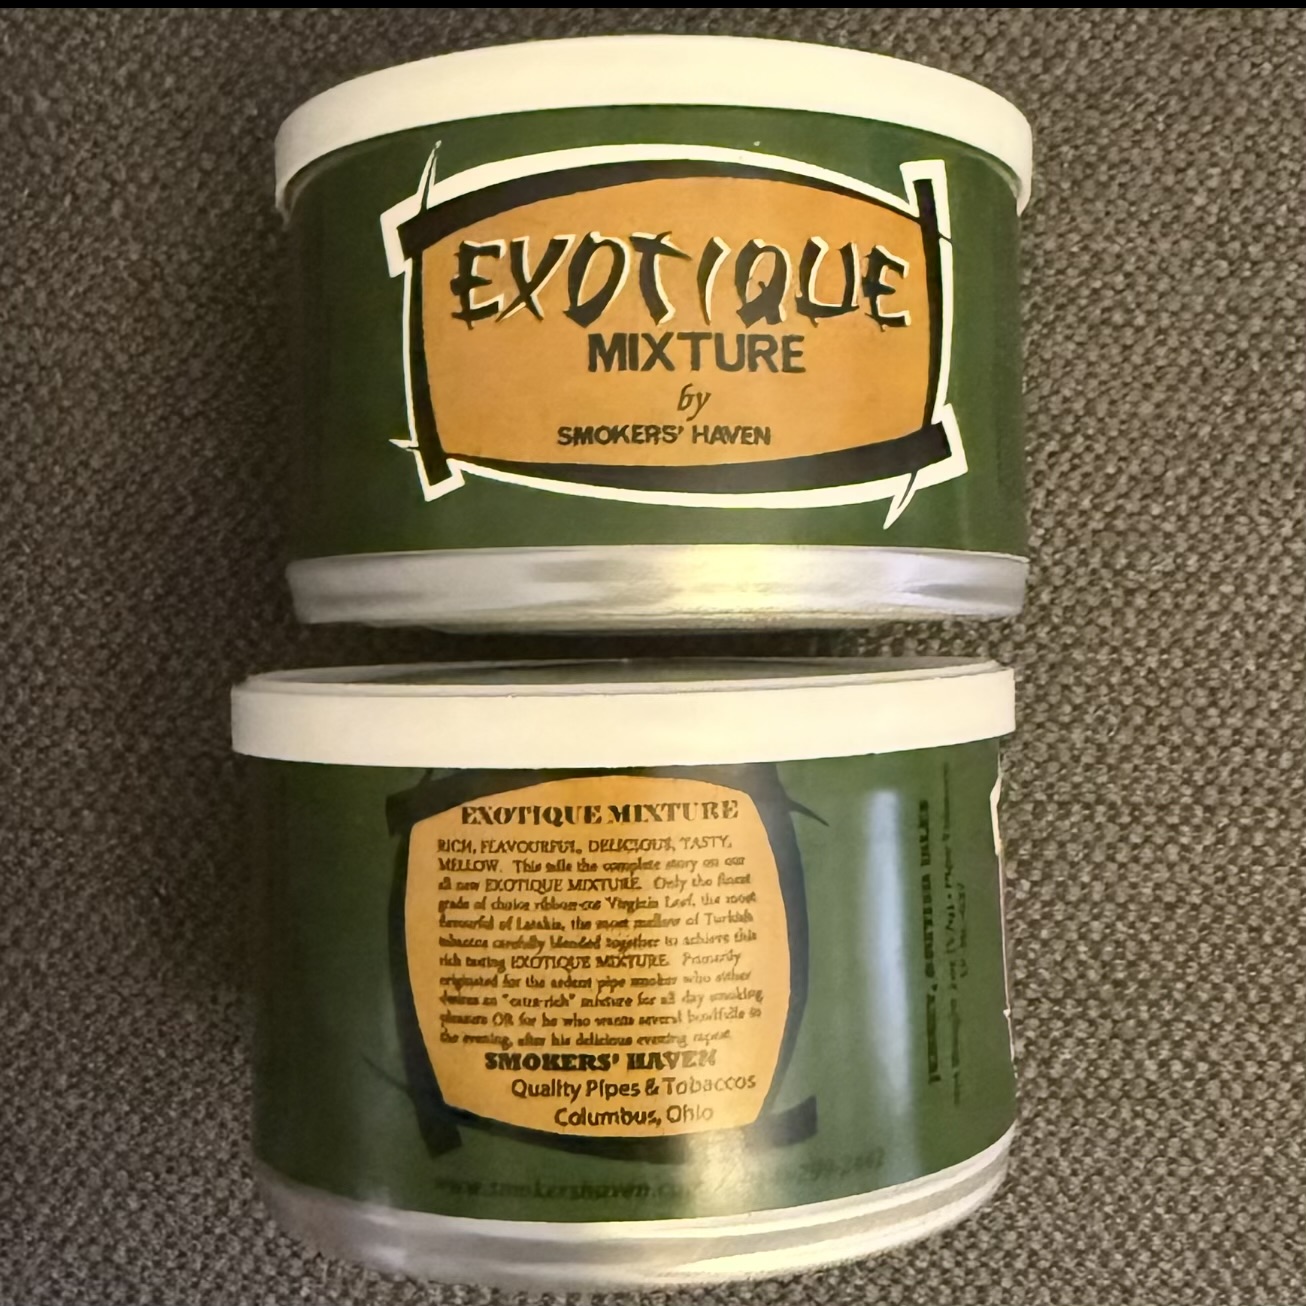 EXOTIQUE
MIXTURE
by
SMOKERS' HAVEN
EXOTIQUE MIXTURE
RICH, FLAVOURFUL, DELICIOUS, TASTY,
MELLOW. This tells the complete story on our
all new EXOTIQUE MIXTURE. Only the finest
grade of choice ribbon-cut Virginia Leaf, the most
flavourful of Latakia, the most mellow of Turkish
tobaccos carefully blended together to achieve this
rich tasting EXOTIQUE MIXTURE. Primarily
originated for the ardent pipe smoker who either
desires an "extra-rich" mixture for all day smoking
pleasure OR for he who wants several bowlfulls in
the evening, after his delicious evening repast.
SMOKERS' HAVEN
Quality Pipes & Tobaccos
Columbus, Ohio
www.smokershaven.com